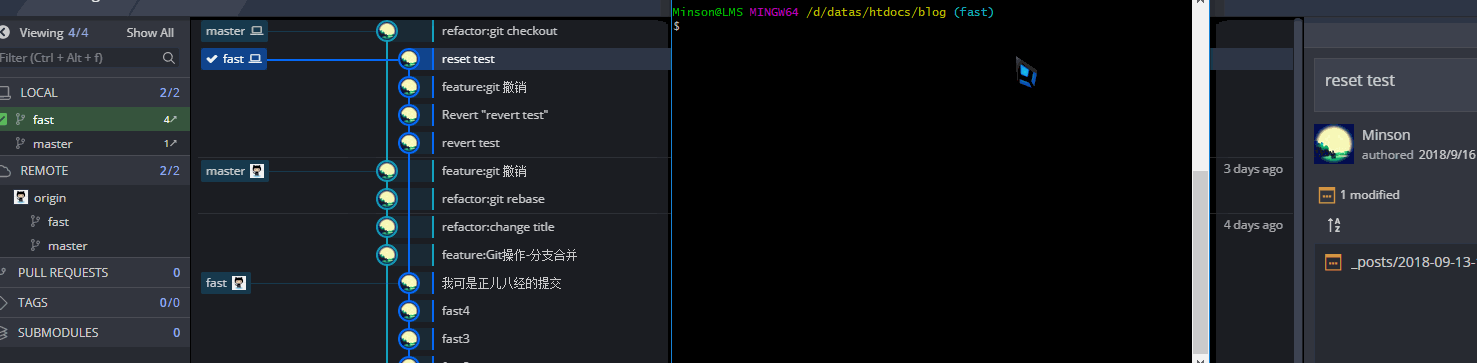 Viewing 4/4 Show All
Filter (Ctrl + Alt + f)
LOCAL 2/2
fast 4
master 1
REMOTE 2/2
origin
fast
master
PULL REQUESTS 0
TAGS 0/0
SUBMODULES 0
master refactor:git checkout
fast reset test
feature:git 撤销
Revert "revert test"
revert test
master feature:git 撤销
refactor:git rebase
refactor:change title
feature:Git操作-分支合并
fast 我可是正儿八经的提交
fast4
fast3
Minson@LMS MINGW64 /d/datas/htdocs/blog (fast)
$
3 days ago
4 days ago
reset test
Minson
authored 2018/9/16
1 modified
_posts/2018-09-13-